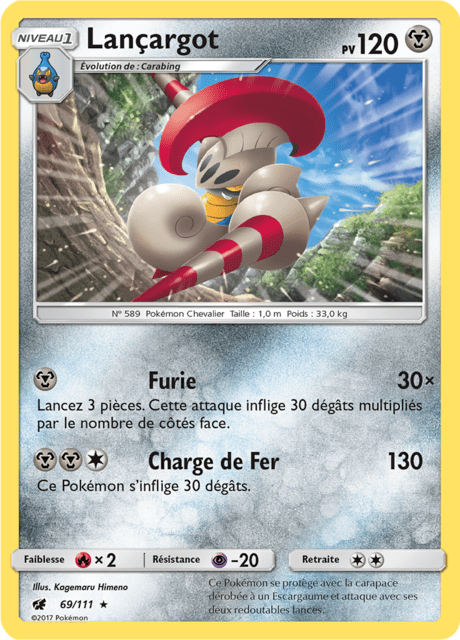 NIVEAU 1
Lançargot
PV 120
Évolution de : Carabing
N° 589 Pokémon Chevalier Taille : 1,0 m Poids : 33,0 kg
Furie 30×
Lancez 3 pièces. Cette attaque inflige 30 dégâts multipliés
par le nombre de côtés face.
Charge de Fer 130
Ce Pokémon s’inflige 30 dégâts.
Faiblesse × 2 Résistance -20 Retraite
Illus. Kagemaru Himeno
69/111 ★
©2017 Pokémon
Ce Pokémon se protège avec la carapace
dérobée à un Escargaume et attaque avec ses
deux redoutables lances.